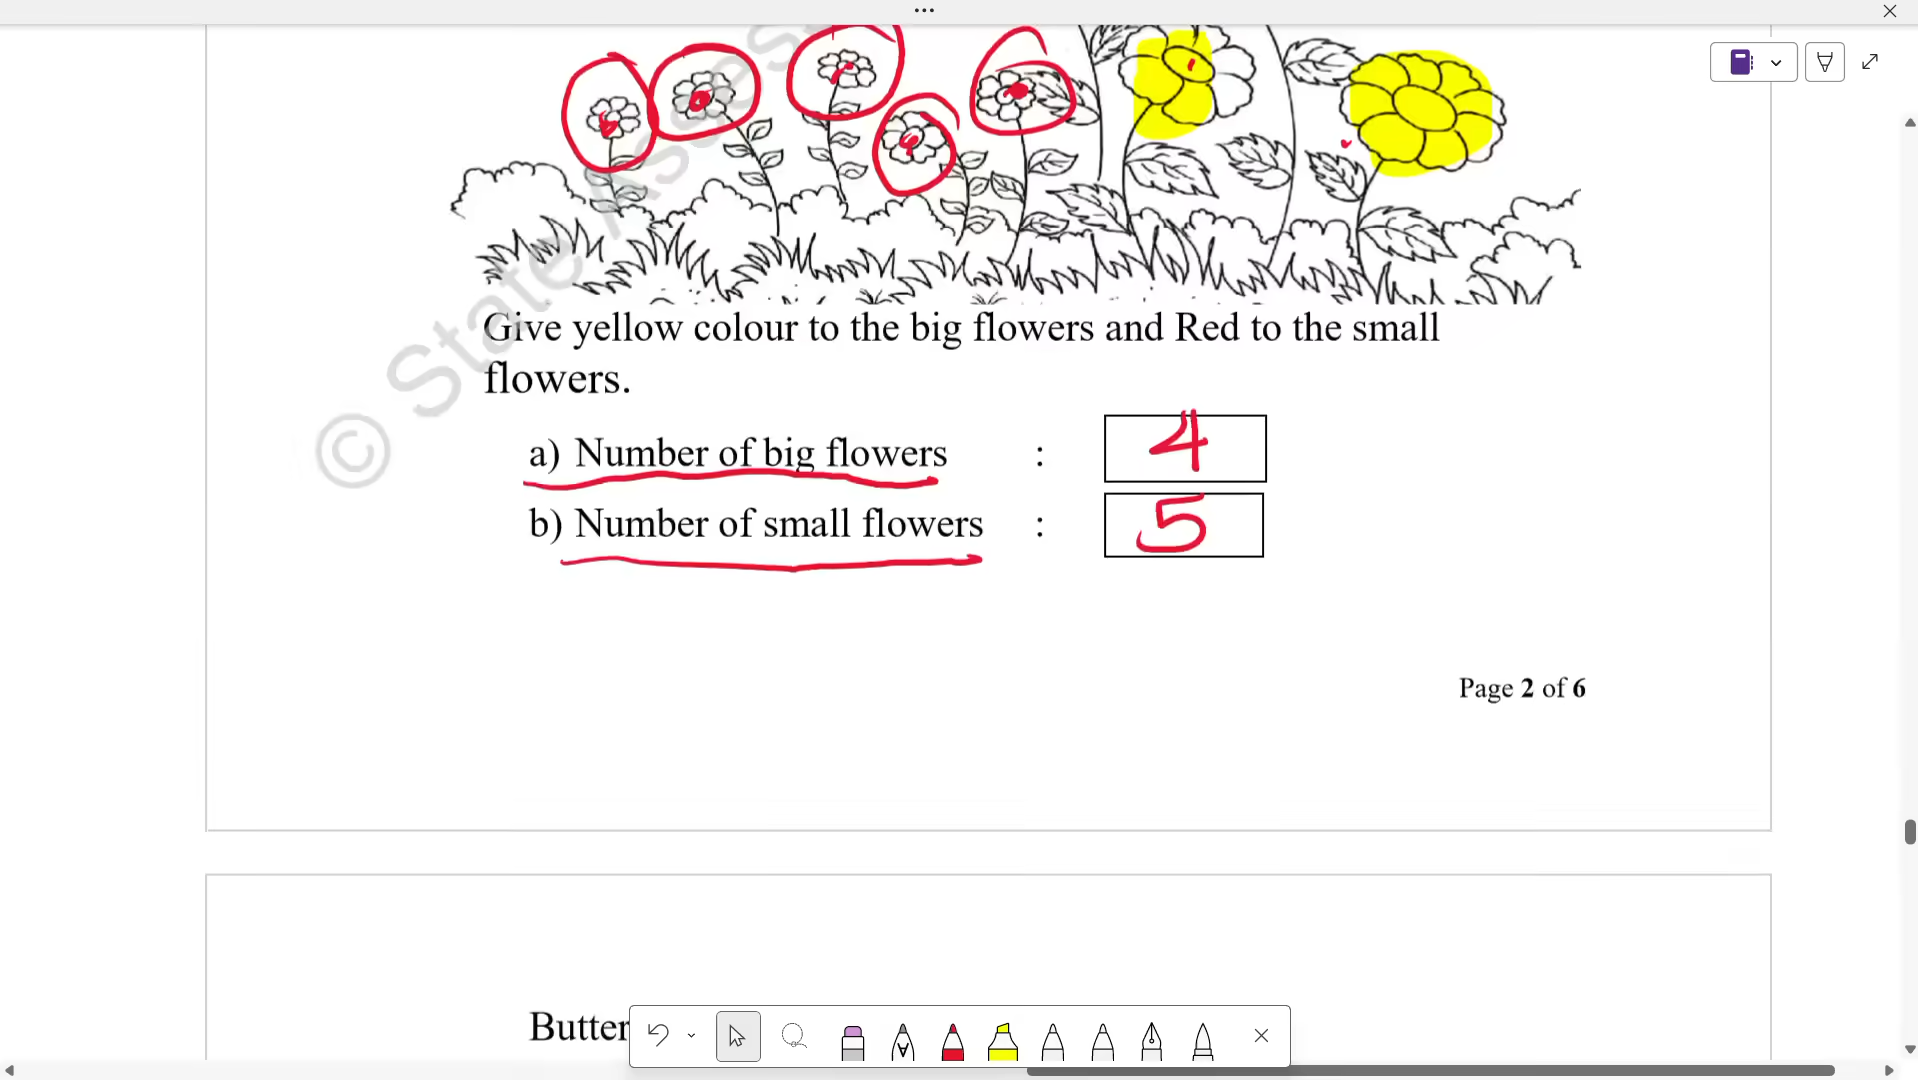 © State Assess
Give yellow colour to the big flowers and Red to the small
flowers.
a) Number of big flowers : 4
b) Number of small flowers : 5
Page 2 of 6
Butter